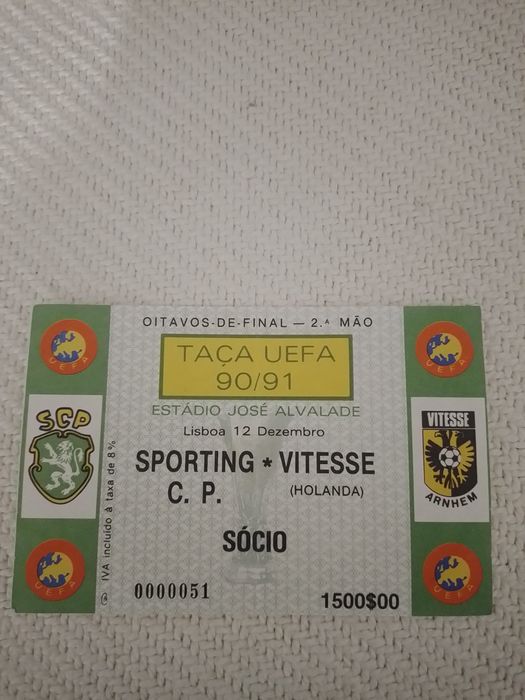 OITAVOS-DE-FINAL — 2.ª MÃO
TAÇA UEFA
90/91
ESTÁDIO JOSÉ ALVALADE
Lisboa 12 Dezembro
SPORTING * VITESSE
C. P.
(HOLANDA)
SÓCIO
0000051
1500$00
IVA incluído à taxa de 8%
UEFA
SCP
UEFA
UEFA
VITESSE
ARNHEM
UEFA